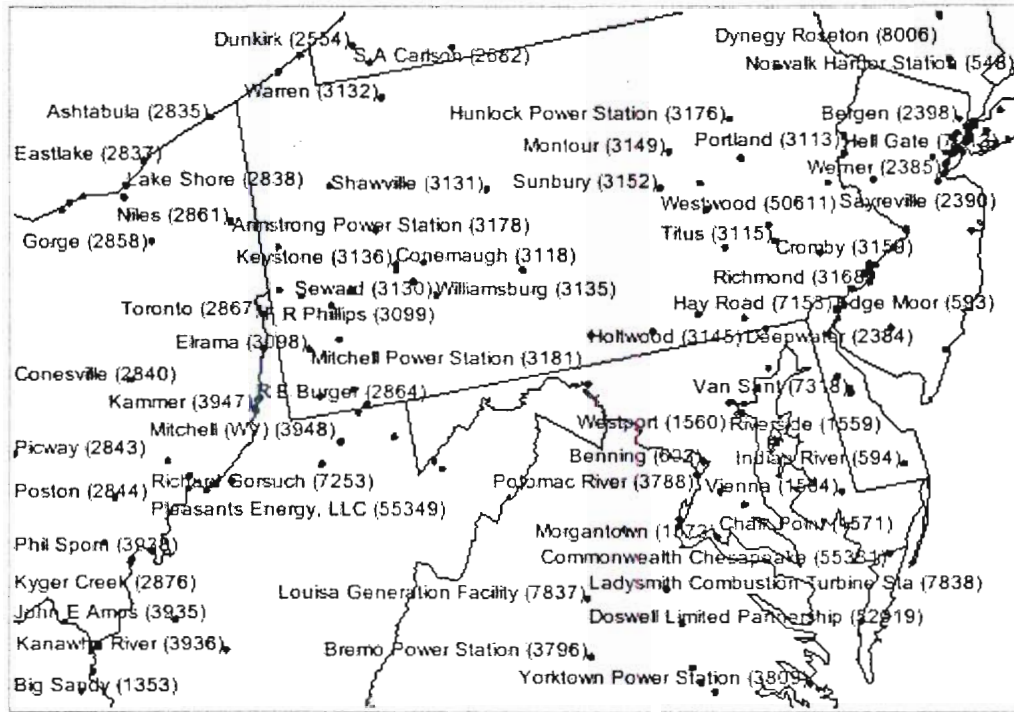 Dunkirk (2554)
S A Carlson (2682)
Dynegy Roseton (8006)
Norwalk Harbor Station (548)
Warren (3132)
Ashtabula (2835)
Hunlock Power Station (3176)
Bergen (2398)
Montour (3149)
Portland (3113)
Hell Gate
Eastlake (2837)
Werner (2385)
Lake Shore (2838)
Shawville (3131)
Sunbury (3152)
Niles (2861)
Armstrong Power Station (3178)
Westwood (50611)
Sayreville (2390)
Gorge (2858)
Titus (3115)
Cromby (3159)
Keystone (3136)
Conemaugh (3118)
Richmond (3168)
Seward (3130)
Williamsburg (3135)
Toronto (2867)
F R Phillips (3099)
Hay Road (7153)
Edge Moor (593)
Elrama (3098)
Mitchell Power Station (3181)
Holtwood (3145)
Deepwater (2384)
Conesville (2840)
Kammer (3947)
R E Burger (2864)
Van Sant (7318)
Mitchell (WV) (3948)
Westport (1560)
Riverside (1559)
Picway (2843)
Benning
Indian River (594)
Richard Gorsuch (7253)
Potomac River (3788)
Vienna (1564)
Poston (2844)
Pleasants Energy, LLC (55349)
Morgantown (1573)
Chalk Point (1571)
Phil Sporn (3938)
Commonwealth Chesapeake (55381)
Kyger Creek (2876)
Louisa Generation Facility (7837)
Ladysmith Combustion Turbine Sta (7838)
John E Amos (3935)
Doswell Limited Partnership (52019)
Kanawha River (3936)
Bremo Power Station (3796)
Big Sandy (1353)
Yorktown Power Station (3809)